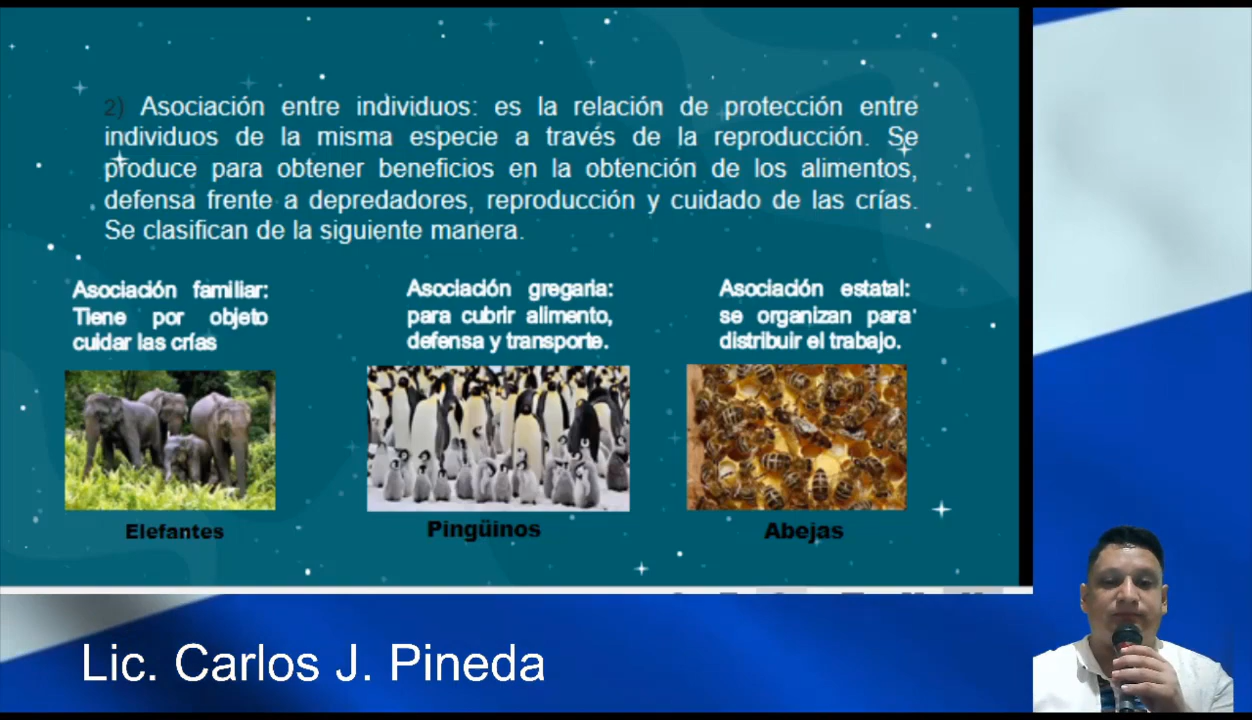 2) Asociación entre individuos: es la relación de protección entre
individuos de la misma especie a través de la reproducción. Se
produce para obtener beneficios en la obtención de los alimentos,
defensa frente a depredadores, reproducción y cuidado de las crías.
Se clasifican de la siguiente manera.
Asociación familiar:
Tiene por objeto
cuidar las crías
Asociación gregaria:
para cubrir alimento,
defensa y transporte.
Asociación estatal:
se organizan para
distribuir el trabajo.
Elefantes
Pingüinos
Abejas
Lic. Carlos J. Pineda